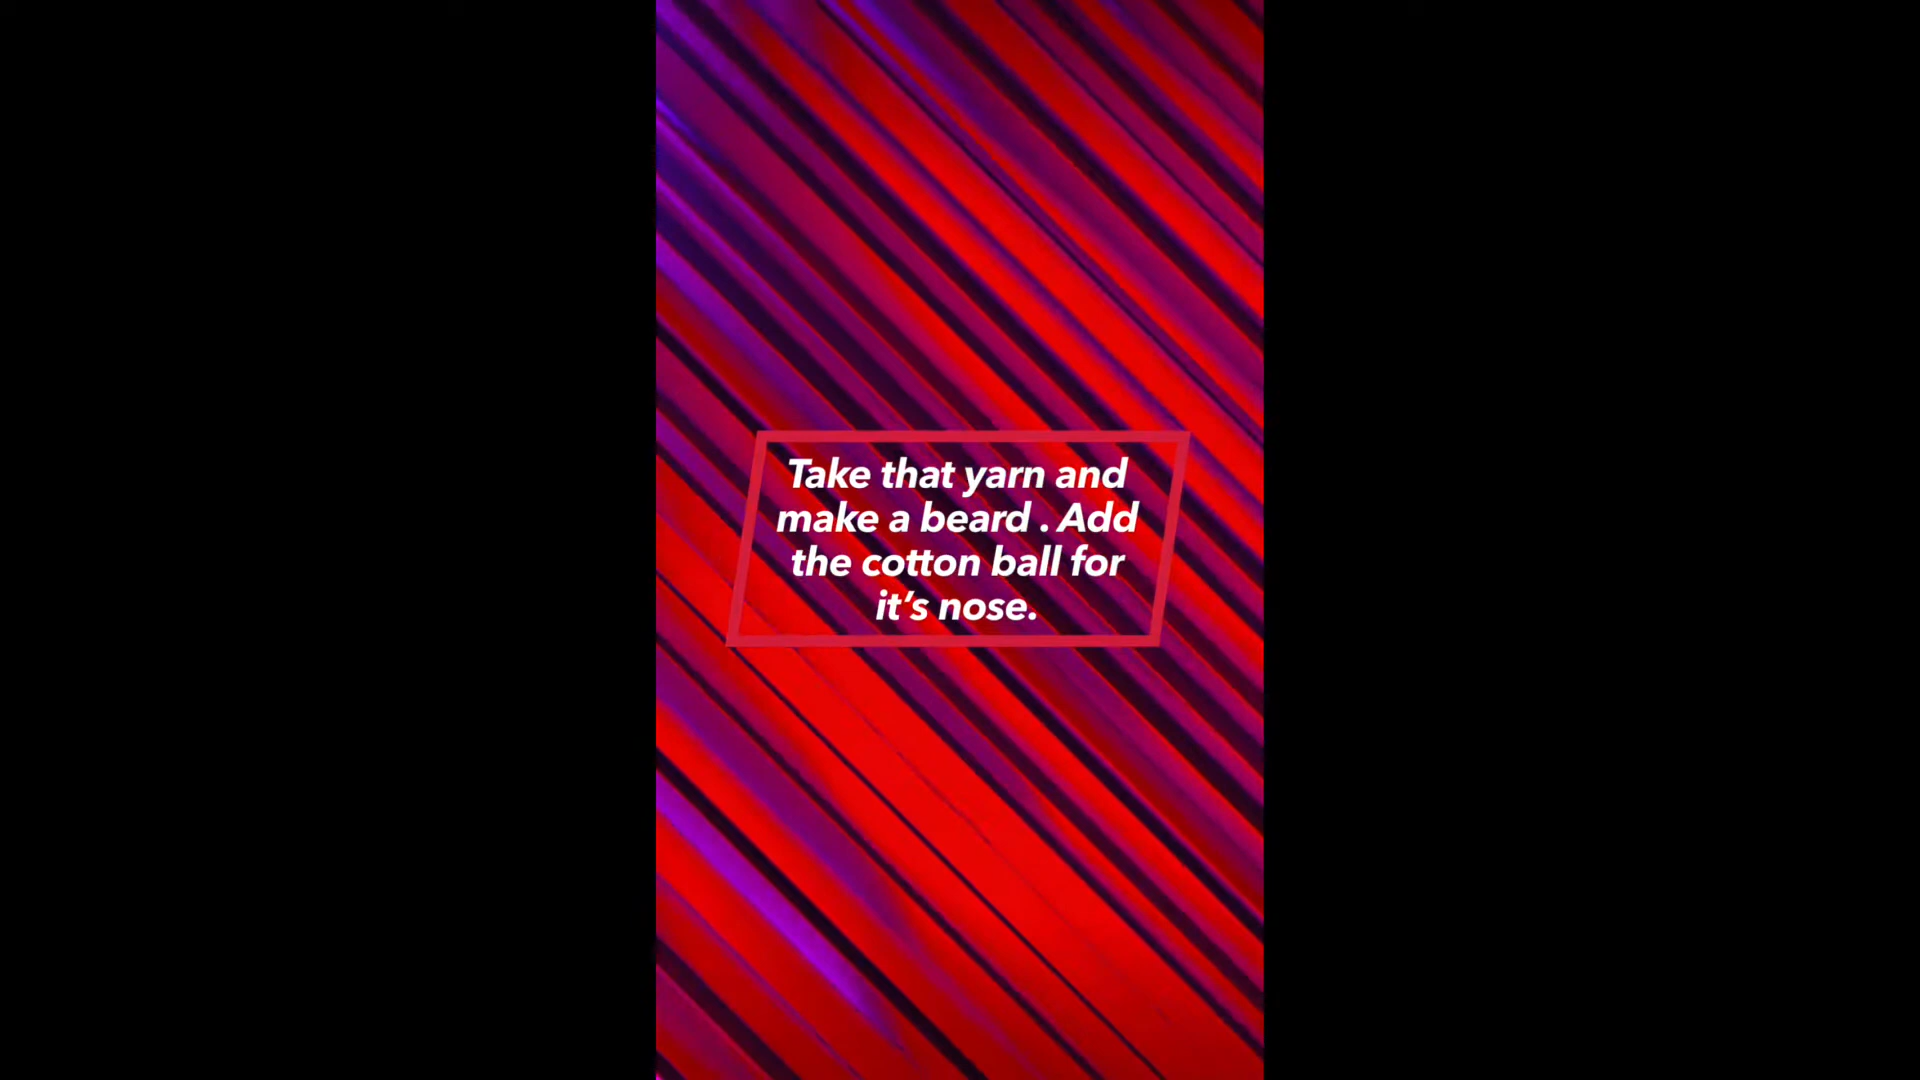 Take that yarn and
make a beard . Add
the cotton ball for
it’s nose.